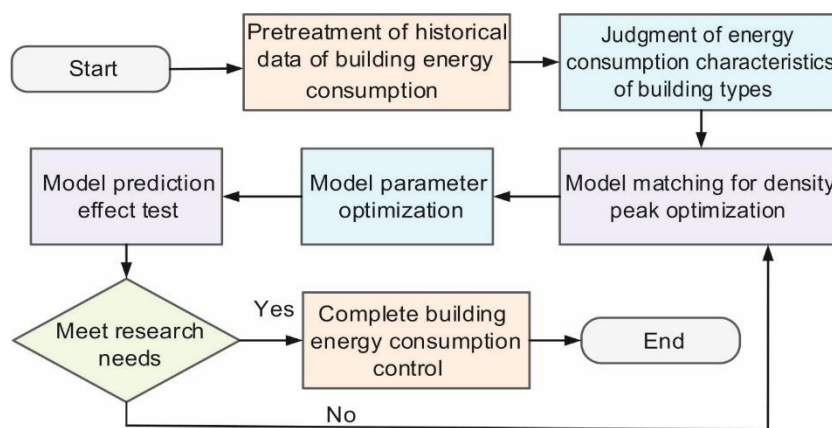 Start
Pretreatment of historical
data of building energy
consumption
Judgment of energy
consumption characteristics
of building types
Model prediction
effect test
Model parameter
optimization
Model matching for density
peak optimization
Meet research
needs
Yes
Complete building
energy consumption
control
End
No